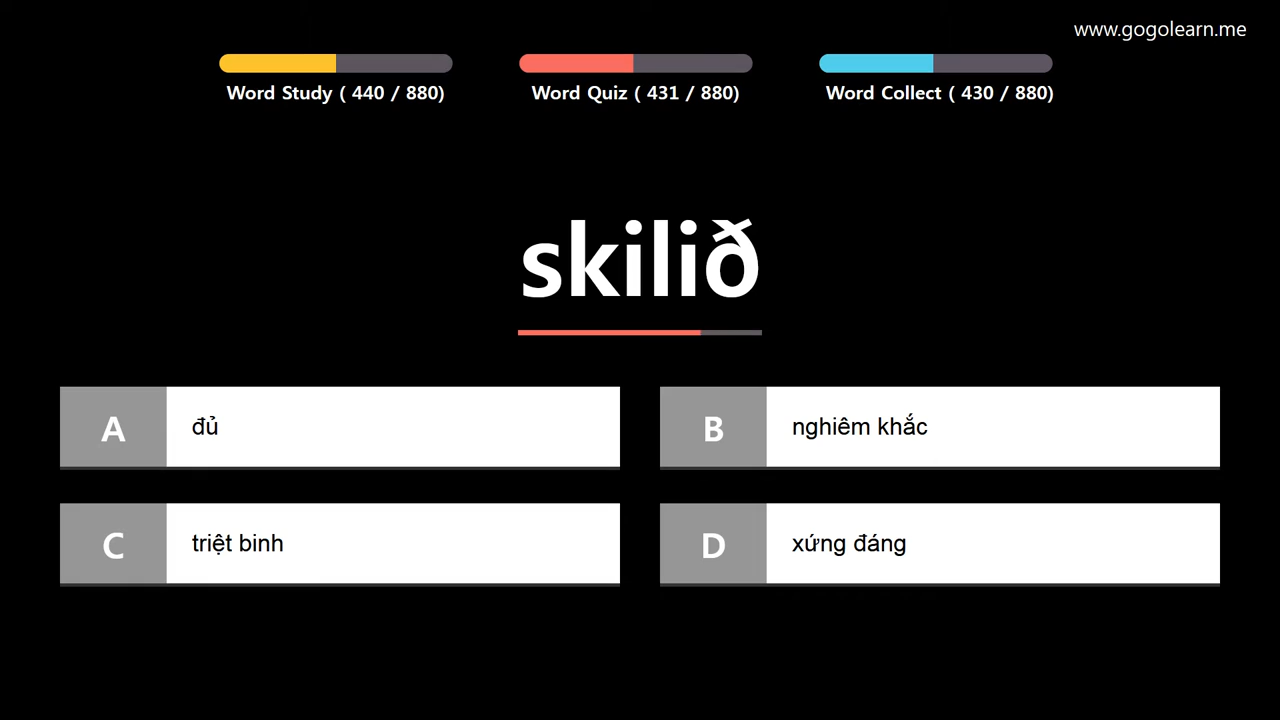 www.gogolearn.me
Word Study ( 440 / 880)
Word Quiz ( 431 / 880)
Word Collect ( 430 / 880)
skilið
A
đủ
B
nghiêm khắc
C
triệt binh
D
xứng đáng